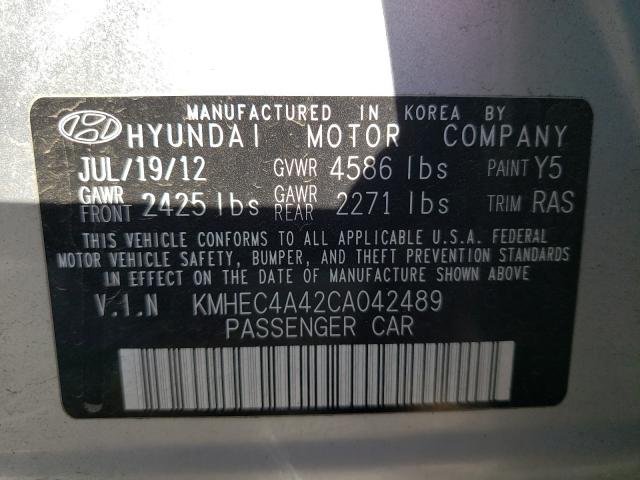 MANUFACTURED IN KOREA BY
HYUNDAI MOTOR COMPANY
JUL/19/12 GVWR 4586 lbs PAINT Y5
GAWR FRONT 2425 lbs GAWR REAR 2271 lbs TRIM RAS
THIS VEHICLE CONFORMS TO ALL APPLICABLE U.S.A. FEDERAL
MOTOR VEHICLE SAFETY, BUMPER, AND THEFT PREVENTION STANDARDS
IN EFFECT ON THE DATE OF MANUFACTURE SHOWN ABOVE
V.I.N KMHEC4A42CA042489
PASSENGER CAR